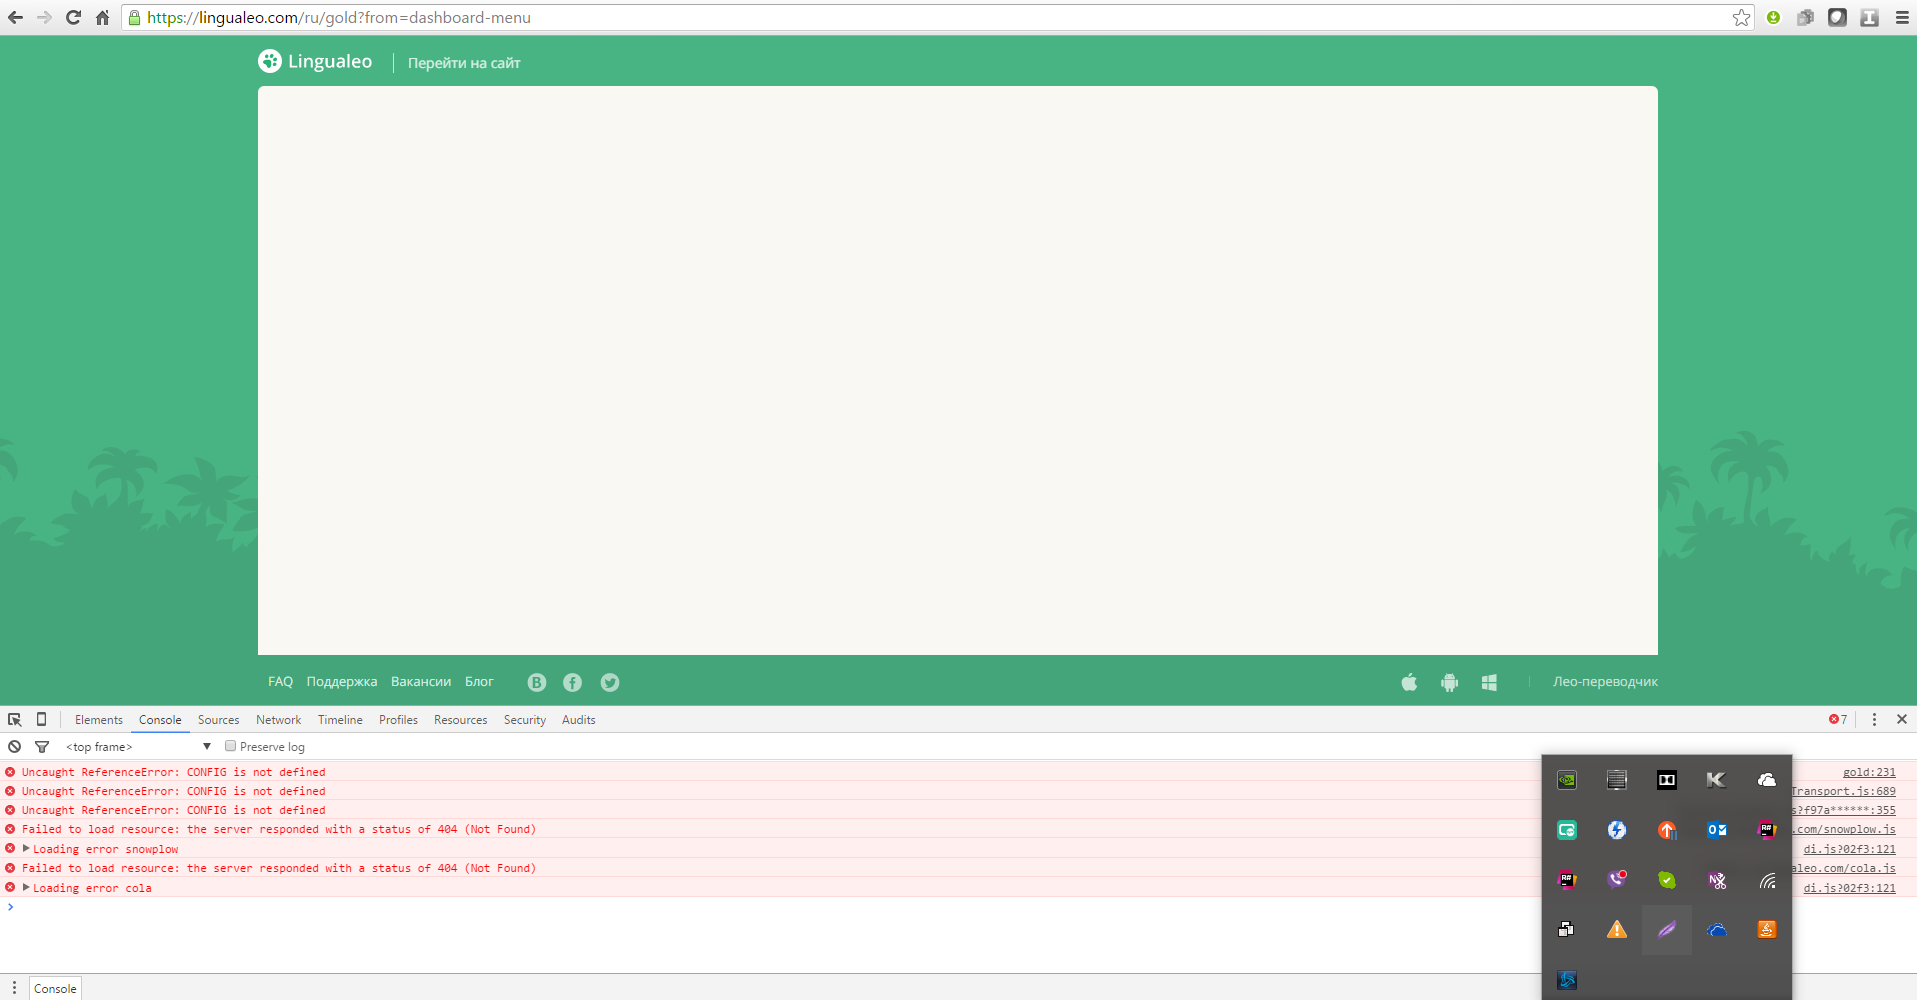 https://lingualeo.com/ru/gold?from=dashboard-menu
Lingualeo Перейти на сайт
FAQ Поддержка Вакансии Блог Лео-переводчик
Elements Console Sources Network Timeline Profiles Resources Security Audits 7
<top frame> Preserve log
Uncaught ReferenceError: CONFIG is not defined gold:231
Uncaught ReferenceError: CONFIG is not defined Transport.js:689
Uncaught ReferenceError: CONFIG is not defined s?f97a******:355
Failed to load resource: the server responded with a status of 404 (Not Found) .com/snowplow.js
Loading error snowplow di.js?02f3:121
Failed to load resource: the server responded with a status of 404 (Not Found) aleo.com/cola.js
Loading error cola di.js?02f3:121
Console